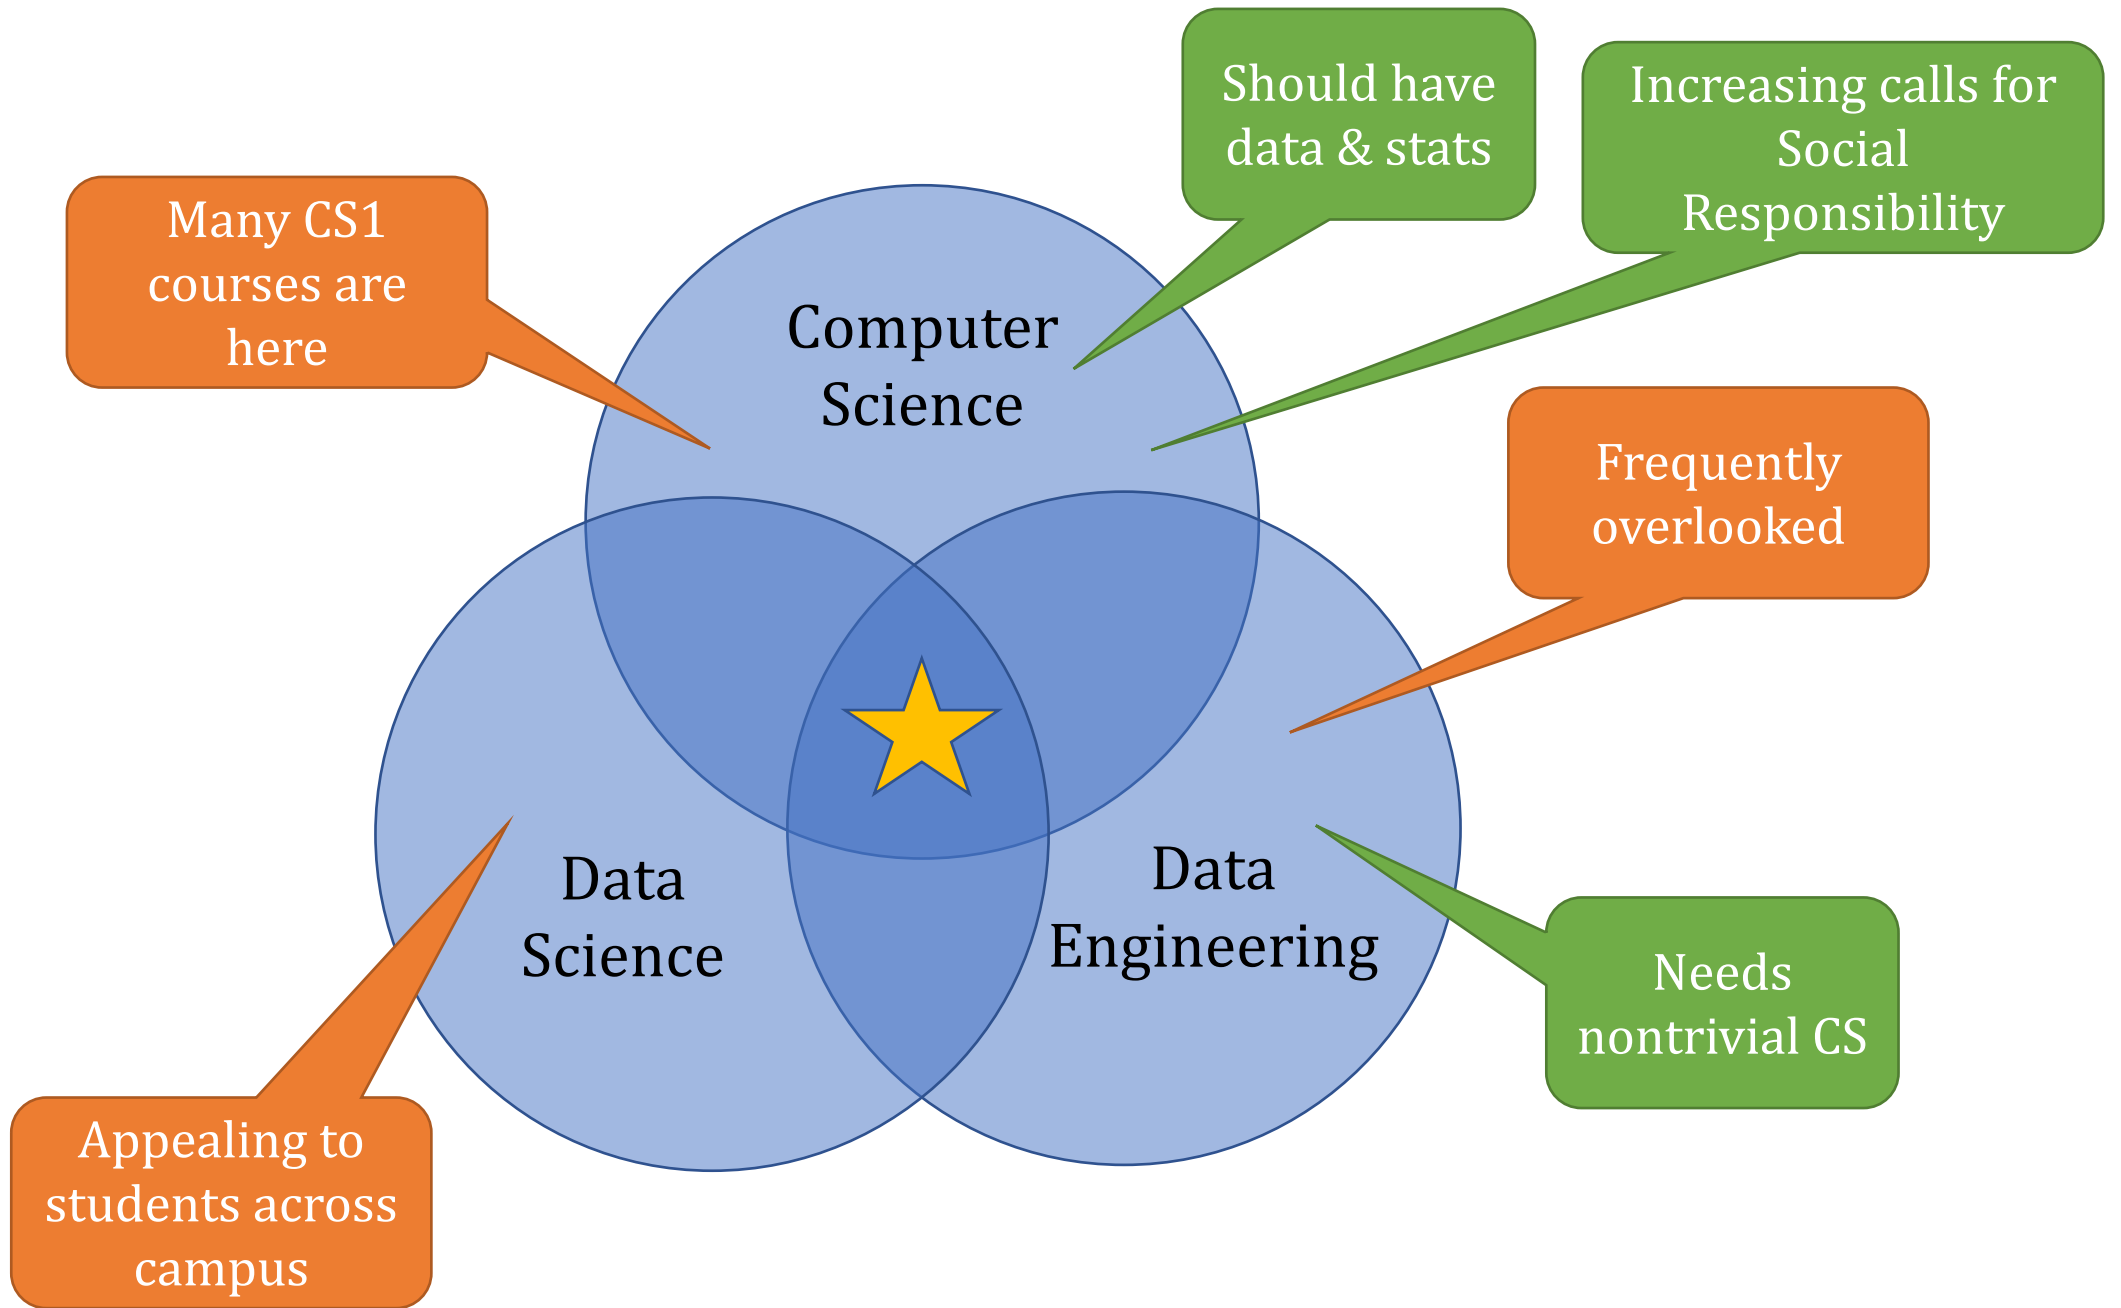 Should have
data & stats
Increasing calls for
Social
Responsibility
Many CS1
courses are
here
Computer
Science
Frequently
overlooked
Data
Science
Data
Engineering
Needs
nontrivial CS
Appealing to
students across
campus